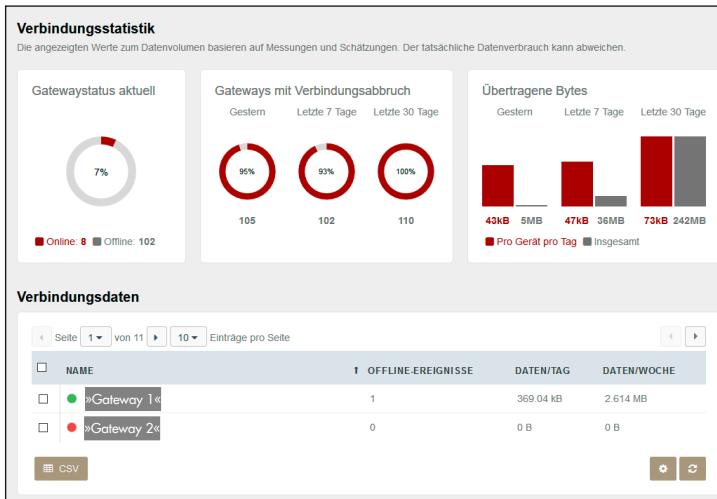 Verbindungsstatistik
Die angezeigten Werte zum Datenvolumen basieren auf Messungen und Schätzungen. Der tatsächliche Datenverbrauch kann abweichen.
Gatewaystatus aktuell
7%
Online: 8 Offline: 102
Gateways mit Verbindungsabbruch
Gestern Letzte 7 Tage Letzte 30 Tage
95% 93% 100%
105 102 110
Übertragene Bytes
Gestern Letzte 7 Tage Letzte 30 Tage
43kB 5MB 47kB 36MB 73kB 242MB
Pro Gerät pro Tag Insgesamt
Verbindungsdaten
Seite 1 von 11 10 Einträge pro Seite
NAME OFFLINE-EREIGNISSE DATEN/TAG DATEN/WOCHE
»Gateway 1« 1 369.04 kB 2.614 MB
»Gateway 2« 0 0 B 0 B
CSV